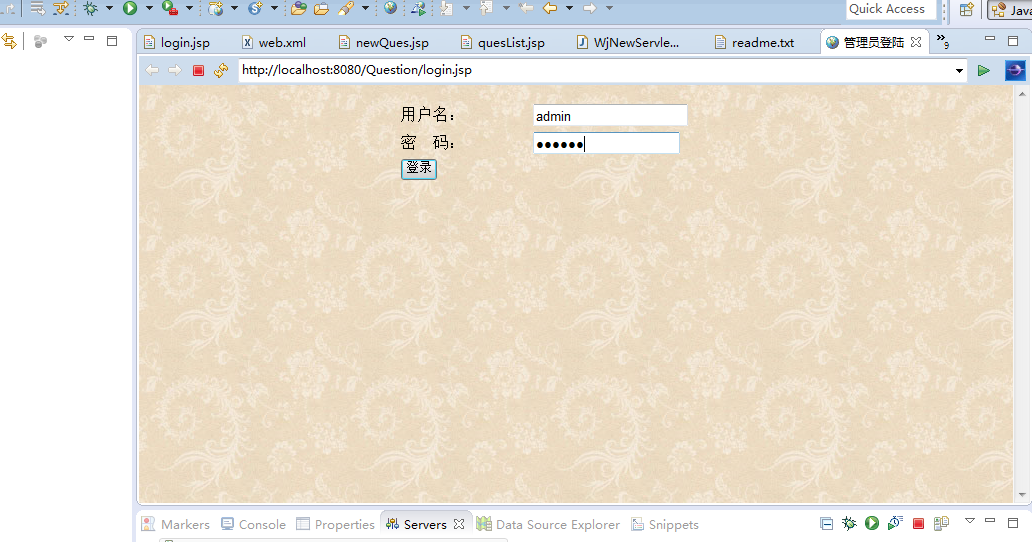 Quick Access
Java
login.jsp
web.xml
newQues.jsp
quesList.jsp
WjNewServle...
readme.txt
管理员登陆
9
http://localhost:8080/Question/login.jsp
用户名：
admin
密 码：
●●●●●●
登录
Markers
Console
Properties
Servers
Data Source Explorer
Snippets